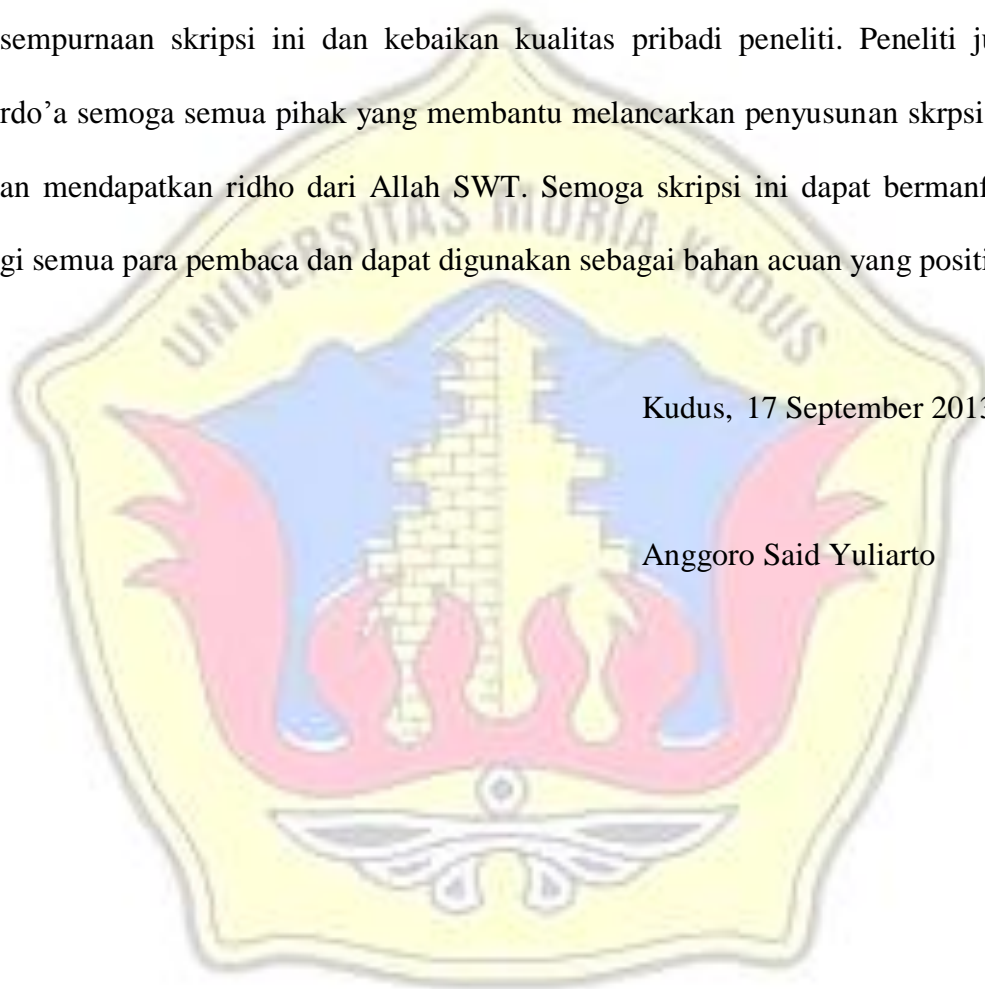 sempurnaan skripsi ini dan kebaikan kualitas pribadi peneliti. Peneliti ju
rdo’a semoga semua pihak yang membantu melancarkan penyusunan skrpsi
an mendapatkan ridho dari Allah SWT. Semoga skripsi ini dapat bermanf
gi semua para pembaca dan dapat digunakan sebagai bahan acuan yang positi
UNIVERSITAS MURIA KUDUS
Kudus, 17 September 2013
Anggoro Said Yuliarto